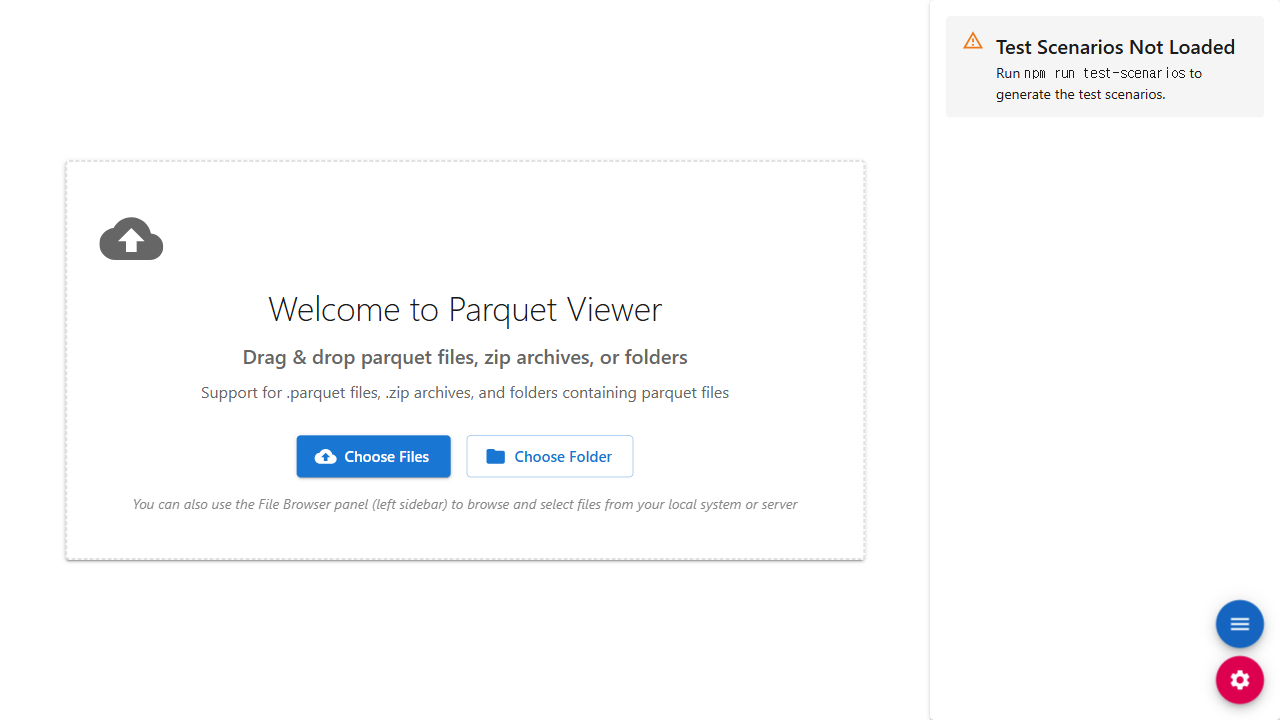 Test Scenarios Not Loaded
Run npm run test-scenarios to
generate the test scenarios.
Welcome to Parquet Viewer
Drag & drop parquet files, zip archives, or folders
Support for .parquet files, .zip archives, and folders containing parquet files
Choose Files
Choose Folder
You can also use the File Browser panel (left sidebar) to browse and select files from your local system or server